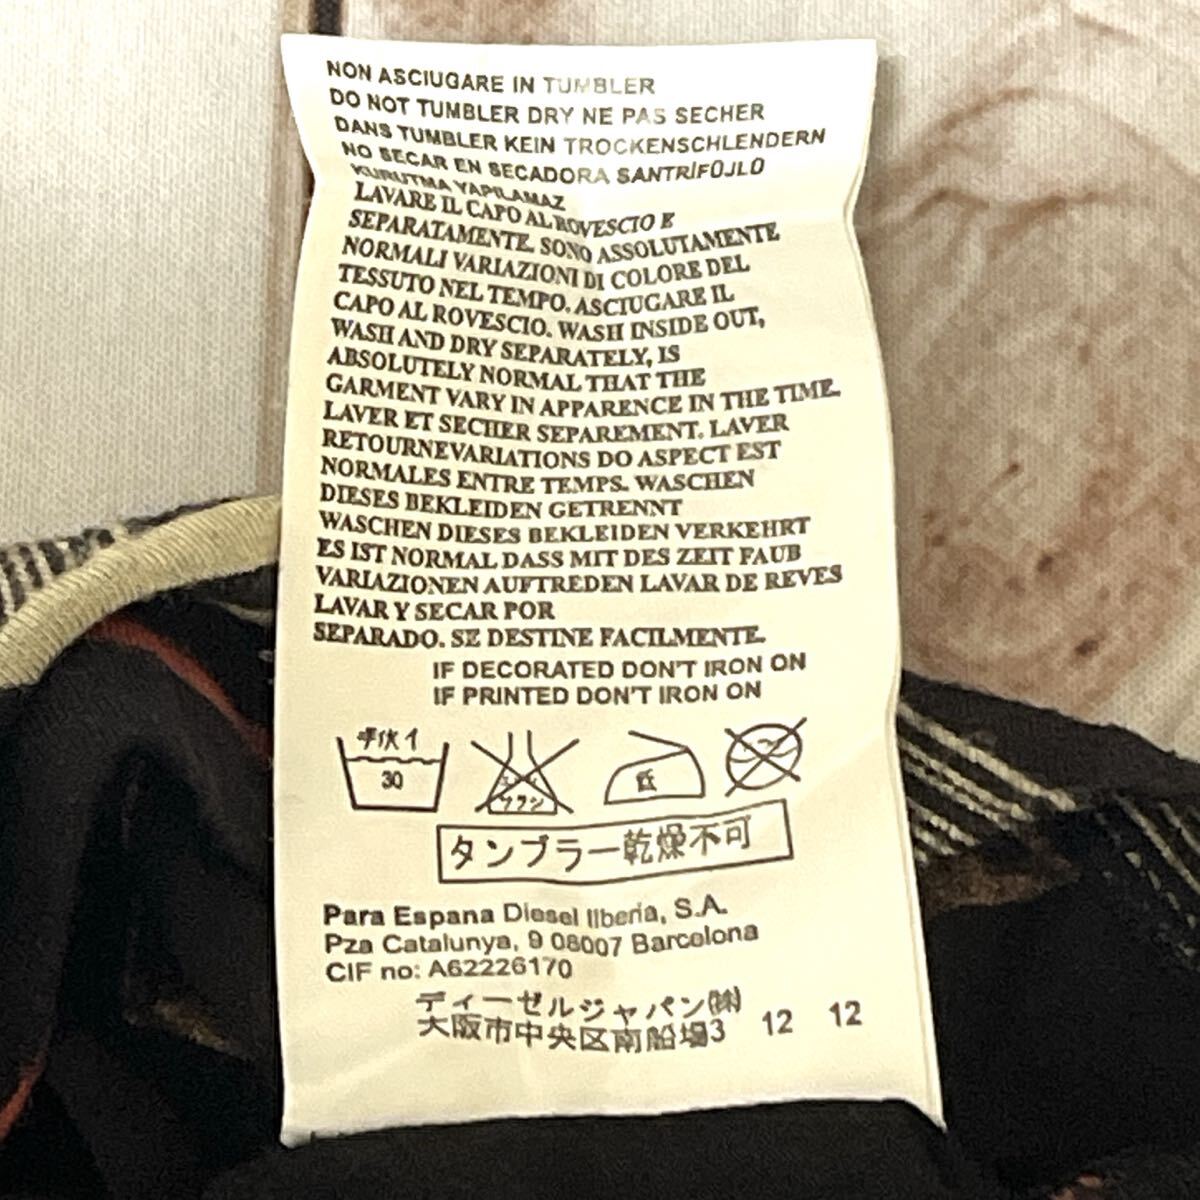 NON ASCIUGARE IN TUMBLER
DO NOT TUMBLER DRY NE PAS SECHER
DANS TUMBLER KEIN TROCKENSCHLENDERN
NO SECAR EN SECADORA SANTRİFÜJLÜ
KURUTMA YAPILAMAZ
LAVARE IL CAPO AL ROVESCIO E
SEPARATAMENTE. SONO ASSOLUTAMENTE
NORMALI VARIAZIONI DI COLORE DEL
TESSUTO NEL TEMPO. ASCIUGARE IL
CAPO AL ROVESCIO. WASH INSIDE OUT,
WASH AND DRY SEPARATELY, IS
ABSOLUTELY NORMAL THAT THE
GARMENT VARY IN APPARENCE IN THE TIME.
LAVER ET SECHER SEPAREMENT. LAVER
RETOURNEVARIATIONS DO ASPECT EST
NORMALES ENTRE TEMPS. WASCHEN
DIESES BEKLEIDEN GETRENNT
WASCHEN DIESES BEKLEIDEN VERKEHRT
ES IST NORMAL DASS MIT DES ZEIT FAUB
VARIAZIONEN AUFTREDEN LAVAR DE REVES
LAVAR Y SECAR POR
SEPARADO. SE DESTINE FACILMENTE.
IF DECORATED DON'T IRON ON
IF PRINTED DON'T IRON ON
30
低
タンブラー乾燥不可
Para Espana Diesel IIberia, S.A.
Pza Catalunya, 9 08007 Barcelona
CIF no: A62226170
ディーゼルジャパン㈱
大阪市中央区南船場3 12 12